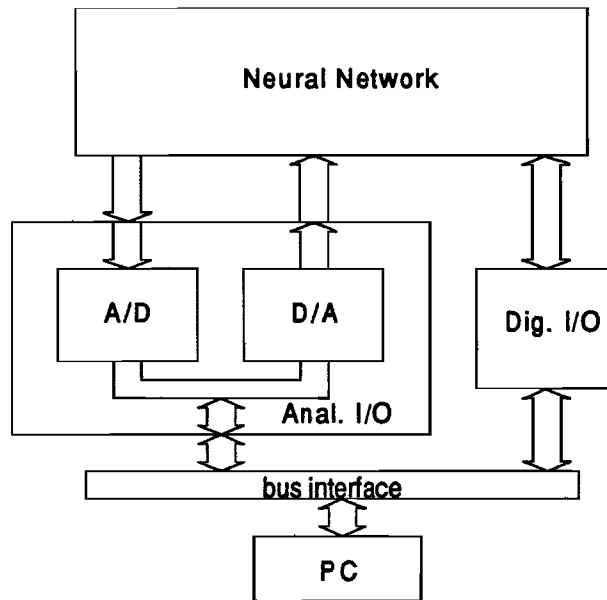 Neural Network
A/D
D/A
Dig. I/O
Anal. I/O
bus interface
PC